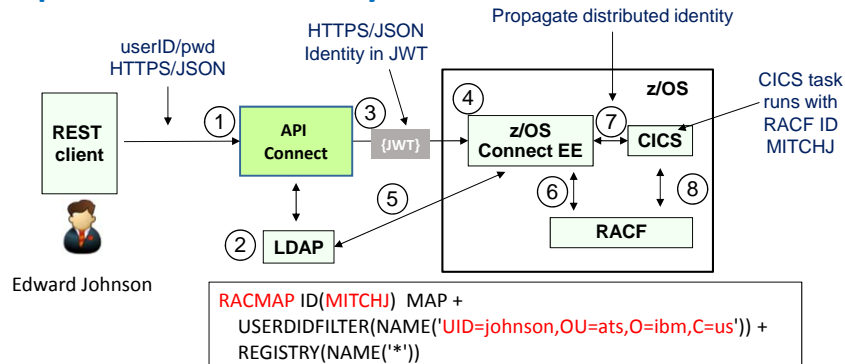 Propagate distributed identity
HTTPS/JSON
Identity in JWT
userID/pwd
HTTPS/JSON
z/OS
CICS task
runs with
RACF ID
MITCHJ
1
3
4
7
REST
client
API
Connect
{JWT}
z/OS
Connect EE
CICS
5
6
8
2
LDAP
RACF
Edward Johnson
RACMAP ID(MITCHJ) MAP +
USERDIDFILTER(NAME('UID=johnson,OU=ats,O=ibm,C=us')) +
REGISTRY(NAME('*'))